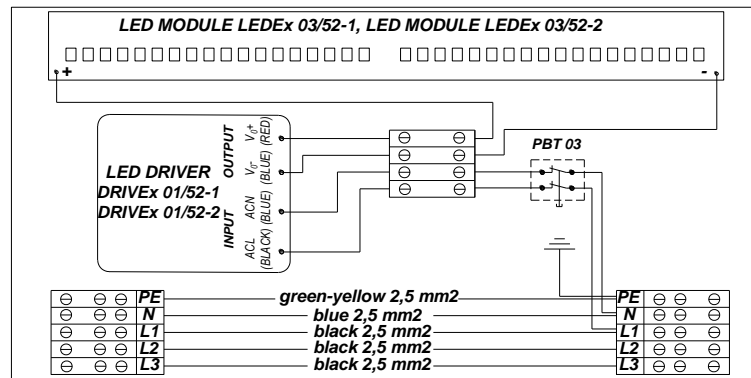 LED MODULE LEDEx 03/52-1, LED MODULE LEDEx 03/52-2
+
-
LED DRIVER
DRIVEx 01/52-1
DRIVEx 01/52-2
OUTPUT
INPUT
V0+ (RED)
V0- (BLUE)
ACN (BLUE)
ACL (BLACK)
PBT 03
PE green-yellow 2,5 mm2 PE
N blue 2,5 mm2 N
L1 black 2,5 mm2 L1
L2 black 2,5 mm2 L2
L3 black 2,5 mm2 L3